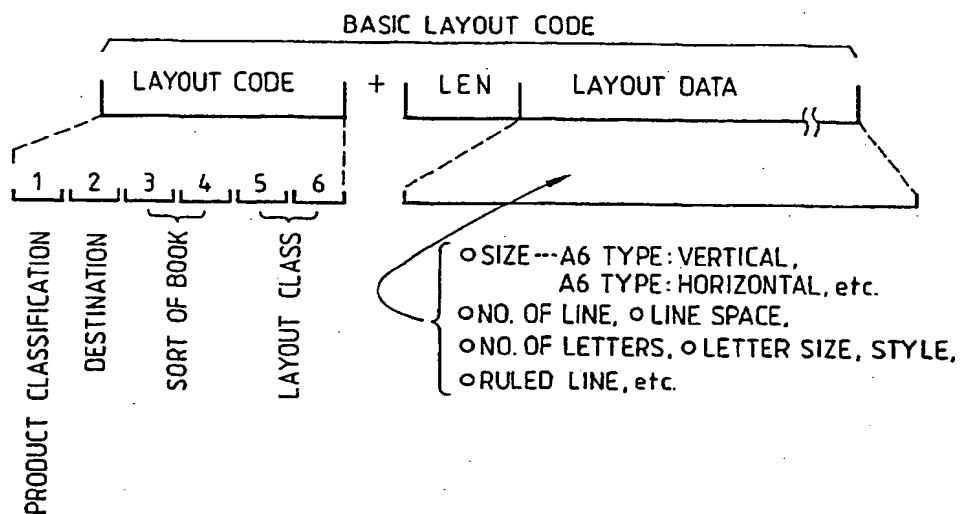 BASIC LAYOUT CODE
LAYOUT CODE + LEN LAYOUT DATA
1 2 3 4 5 6
PRODUCT CLASSIFICATION
DESTINATION
SORT OF BOOK
LAYOUT CLASS
○SIZE---A6 TYPE: VERTICAL,
A6 TYPE: HORIZONTAL, etc.
○NO. OF LINE, ○LINE SPACE,
○NO. OF LETTERS, ○LETTER SIZE, STYLE,
○RULED LINE, etc.